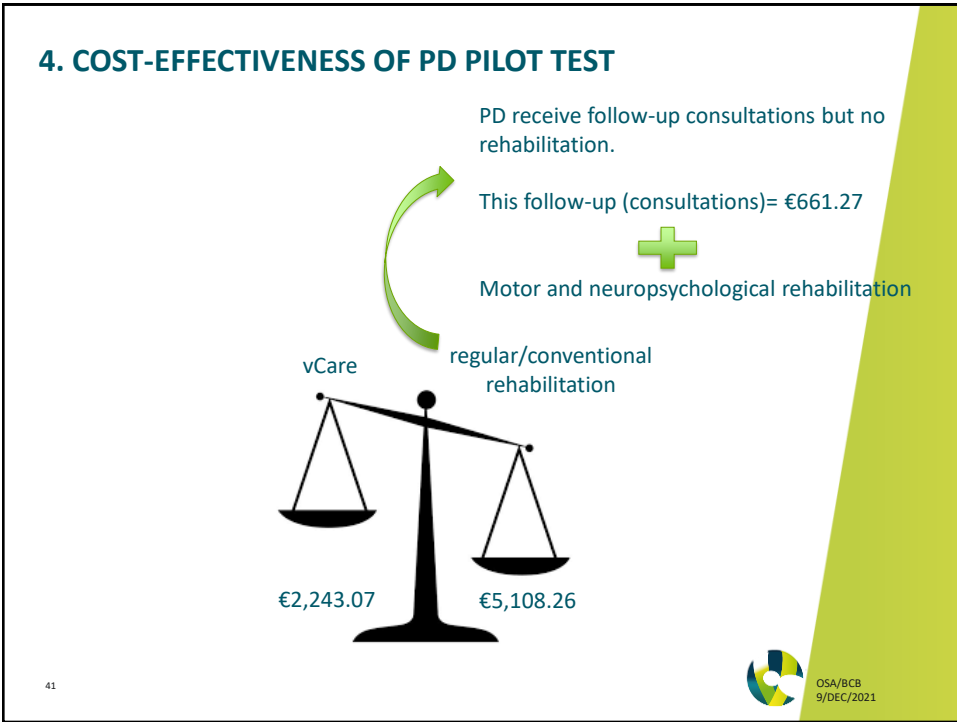 4. COST-EFFECTIVENESS OF PD PILOT TEST
PD receive follow-up consultations but no
rehabilitation.
This follow-up (consultations)= €661.27
Motor and neuropsychological rehabilitation
vCare
regular/conventional
rehabilitation
€2,243.07
€5,108.26
41
OSA/BCB
9/DEC/2021